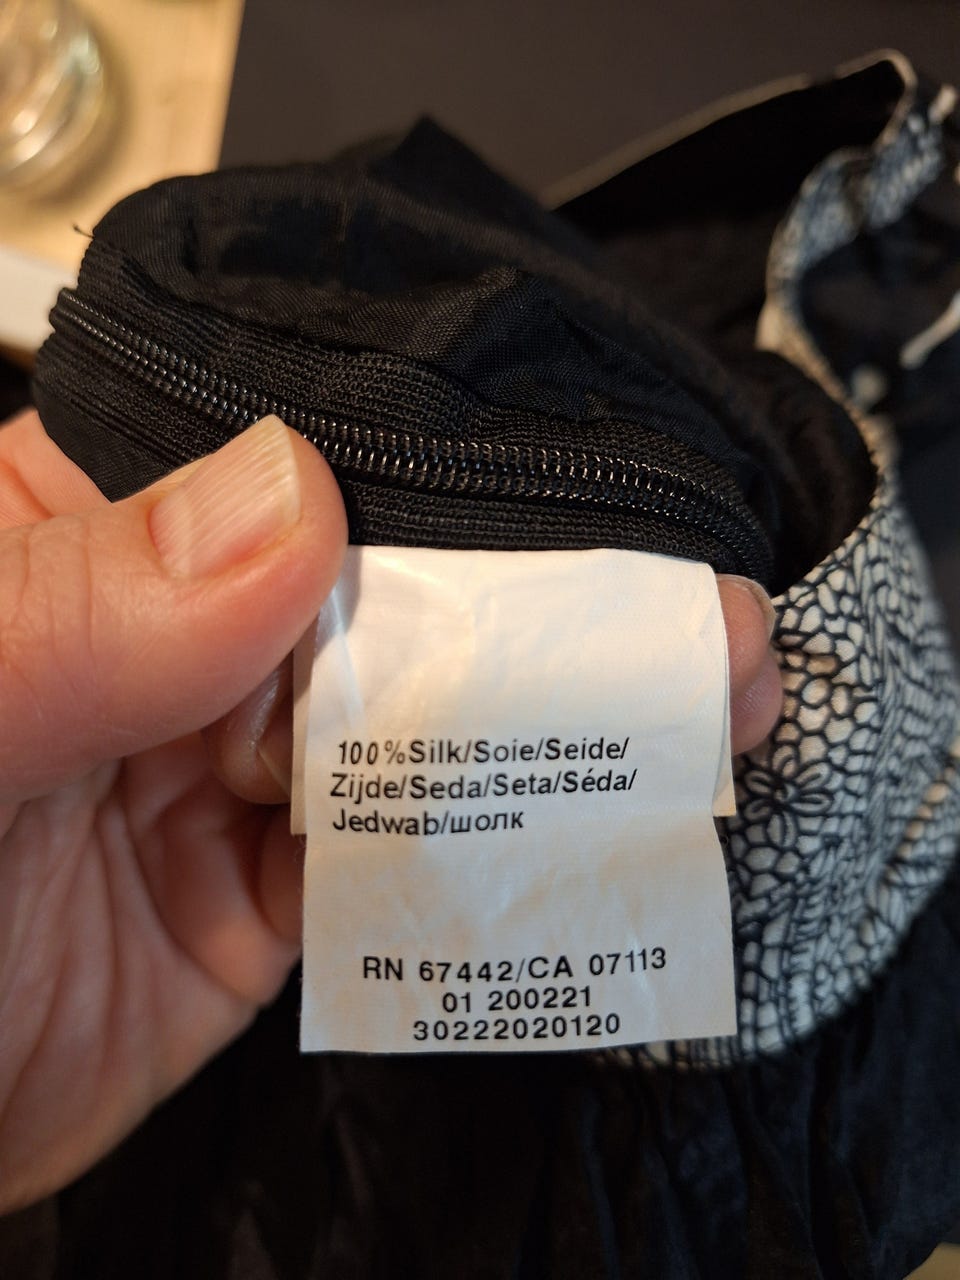 100%Silk/Soie/Seide/
Zijde/Seda/Seta/Séda/
Jedwab/шолк
RN 67442/CA 07113
01 200221
30222020120